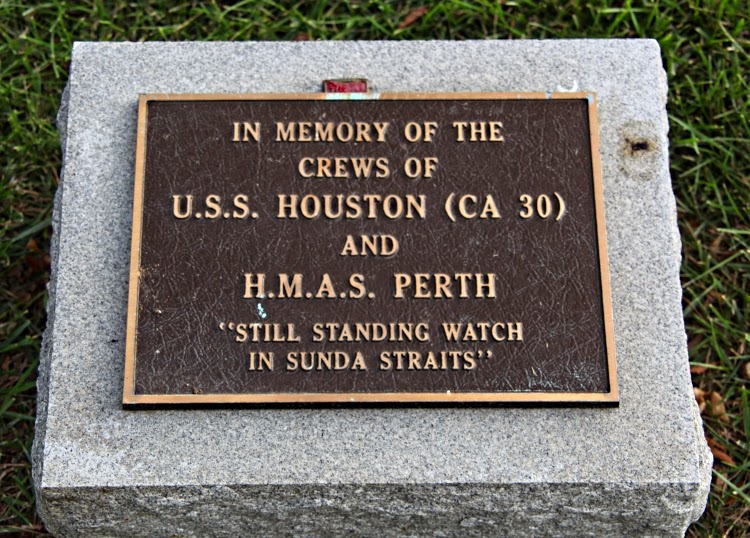 IN MEMORY OF THE
CREWS OF
U.S.S. HOUSTON (CA 30)
AND
H.M.A.S. PERTH
"STILL STANDING WATCH
IN SUNDA STRAITS"